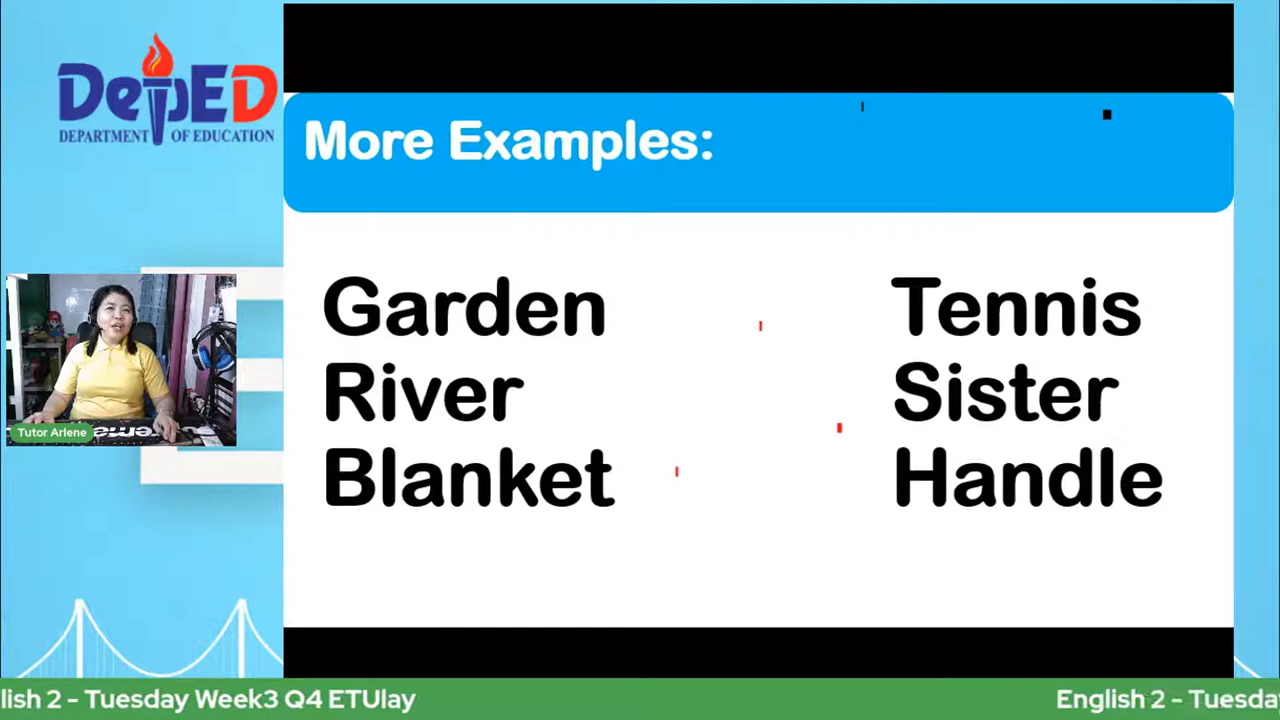 DepED
DEPARTMENT OF EDUCATION
More Examples:
Garden
River
Blanket
Tennis
Sister
Handle
Tutor Arlene
lish 2 - Tuesday Week3 Q4 ETUlay
English 2 - Tuesda